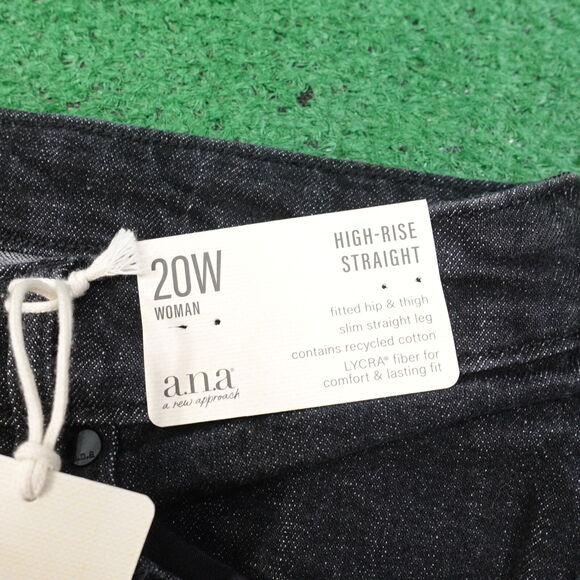 20W
WOMAN
HIGH-RISE
STRAIGHT
fitted hip & thigh
slim straight leg
contains recycled cotton
LYCRA® fiber for
comfort & lasting fit
a.n.a®
a new approach